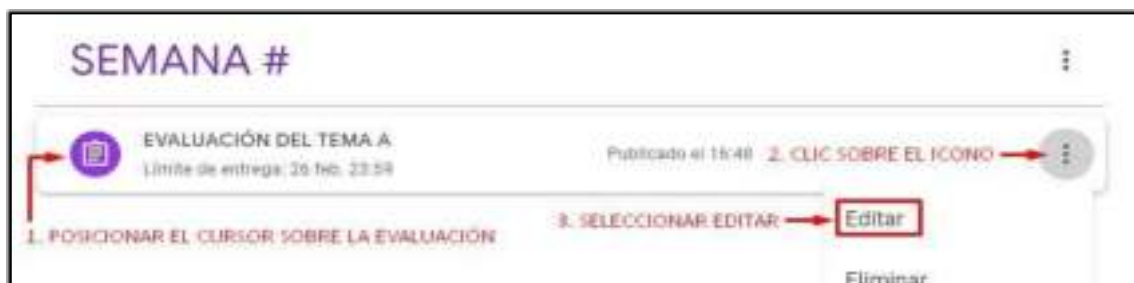 SEMANA #
EVALUACIÓN DEL TEMA A
Límite de entrega: 26 feb. 23:59
Publicado el 16:48
2. CLIC SOBRE EL ICONO
1. POSICIONAR EL CURSOR SOBRE LA EVALUACIÓN
3. SELECCIONAR EDITAR
Editar
Eliminar